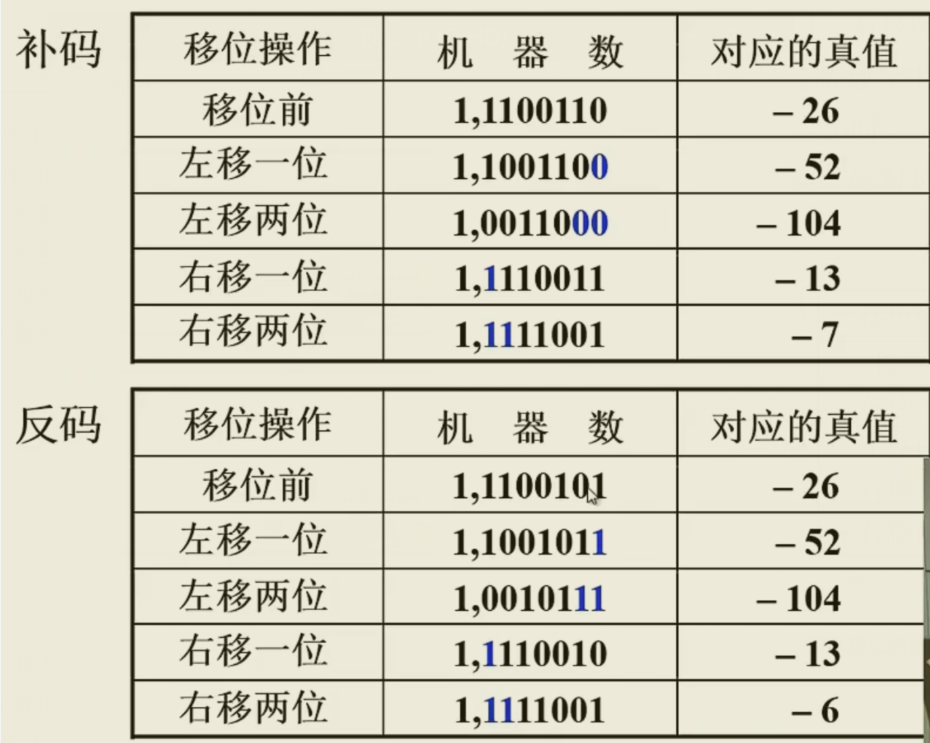 补码
移位操作 机 器 数 对应的真值
移位前 1,1100110 – 26
左移一位 1,1001100 – 52
左移两位 1,0011000 – 104
右移一位 1,1110011 – 13
右移两位 1,1111001 – 7
反码
移位操作 机 器 数 对应的真值
移位前 1,1100101 – 26
左移一位 1,1001011 – 52
左移两位 1,0010111 – 104
右移一位 1,1110010 – 13
右移两位 1,1111001 – 6